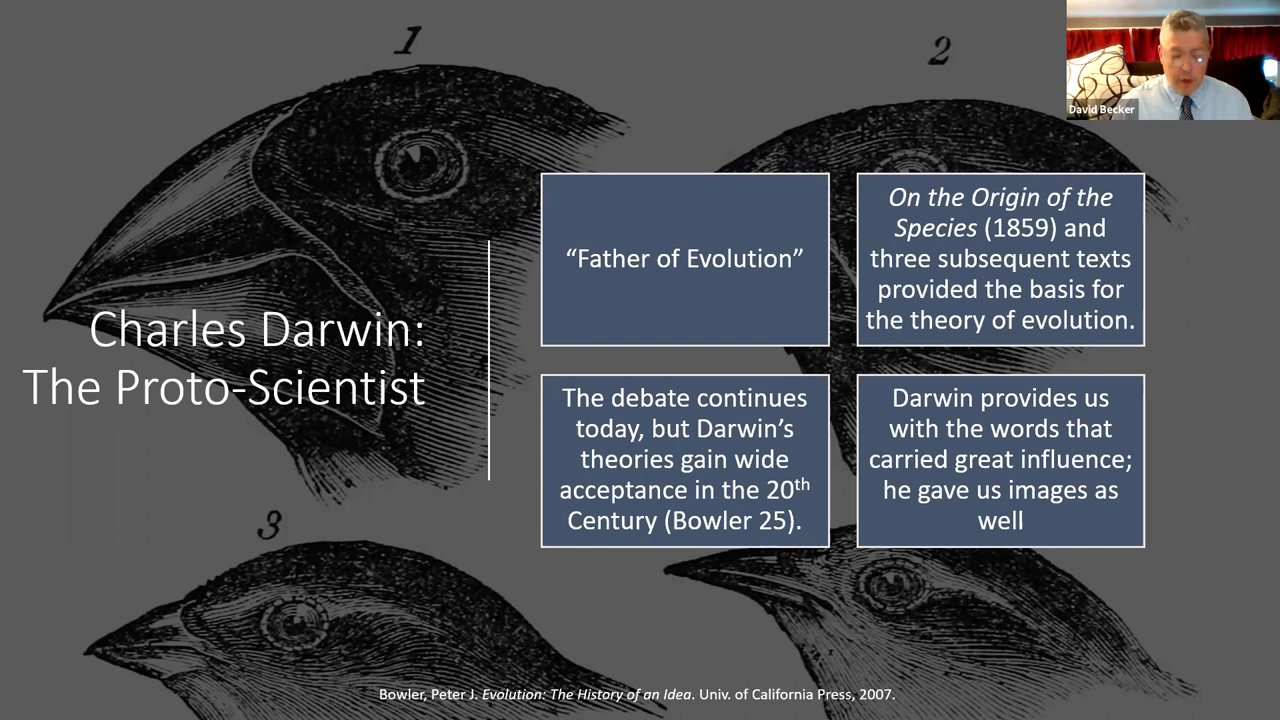 1
2
David Becker
Charles Darwin:
The Proto-Scientist
“Father of Evolution”
On the Origin of the
Species (1859) and
three subsequent texts
provided the basis for
the theory of evolution.
The debate continues
today, but Darwin’s
theories gain wide
acceptance in the 20th
Century (Bowler 25).
Darwin provides us
with the words that
carried great influence;
he gave us images as
well
3
Bowler, Peter J. Evolution: The History of an Idea. Univ. of California Press, 2007.